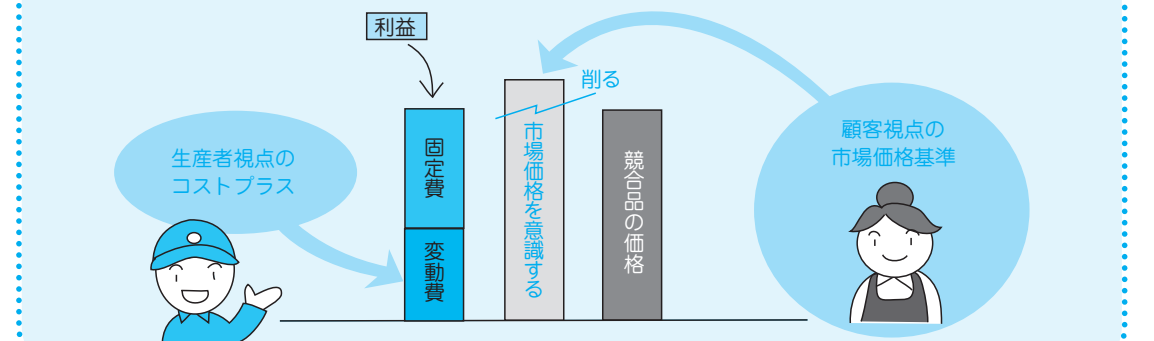 利益
削る
生産者視点の
コストプラス
固定費
変動費
市場価格を意識する
競合品の価格
顧客視点の
市場価格基準